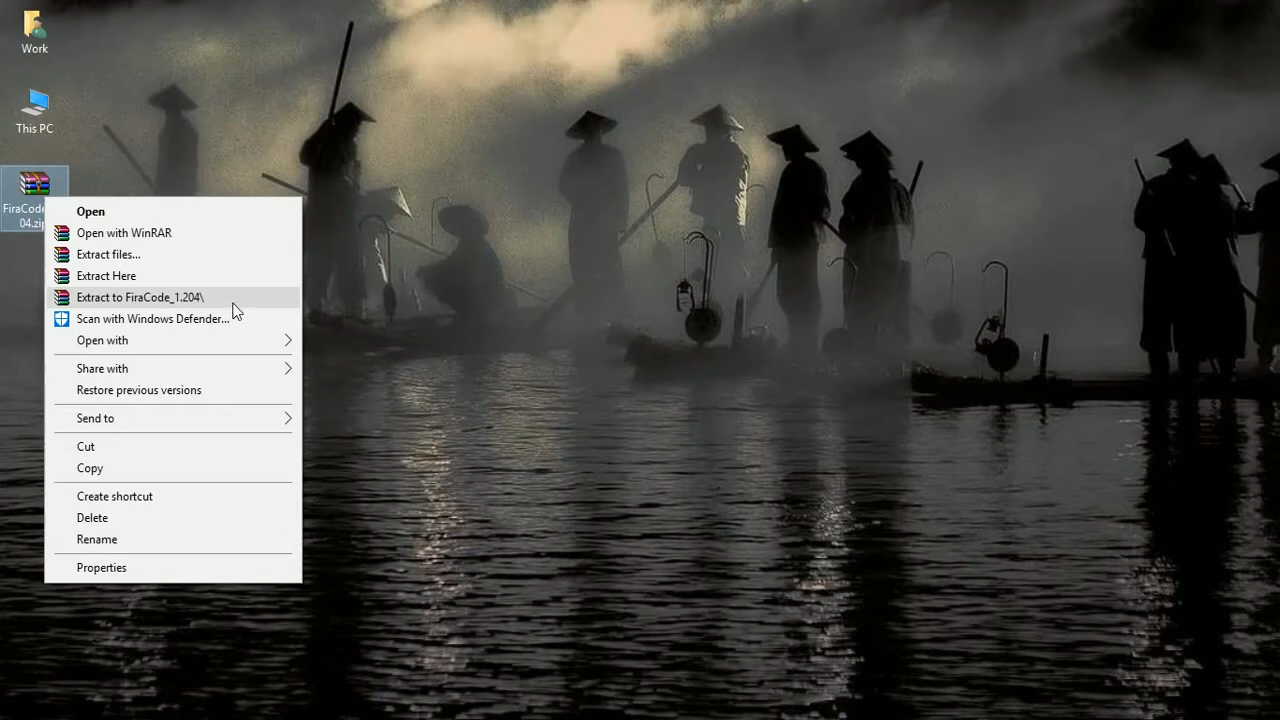 Work
This PC
FiraCode
04.zip
Open
Open with WinRAR
Extract files...
Extract Here
Extract to FiraCode_1.204\
Scan with Windows Defender...
Open with
Share with
Restore previous versions
Send to
Cut
Copy
Create shortcut
Delete
Rename
Properties